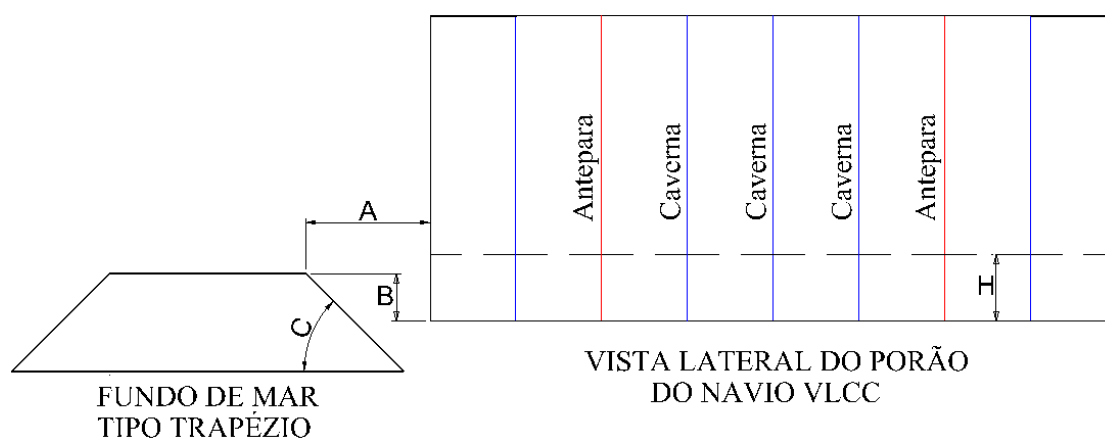 Antepara
Caverna
Caverna
Caverna
Antepara
A
B
C
H
FUNDO DE MAR
TIPO TRAPÉZIO
VISTA LATERAL DO PORÃO
DO NAVIO VLCC